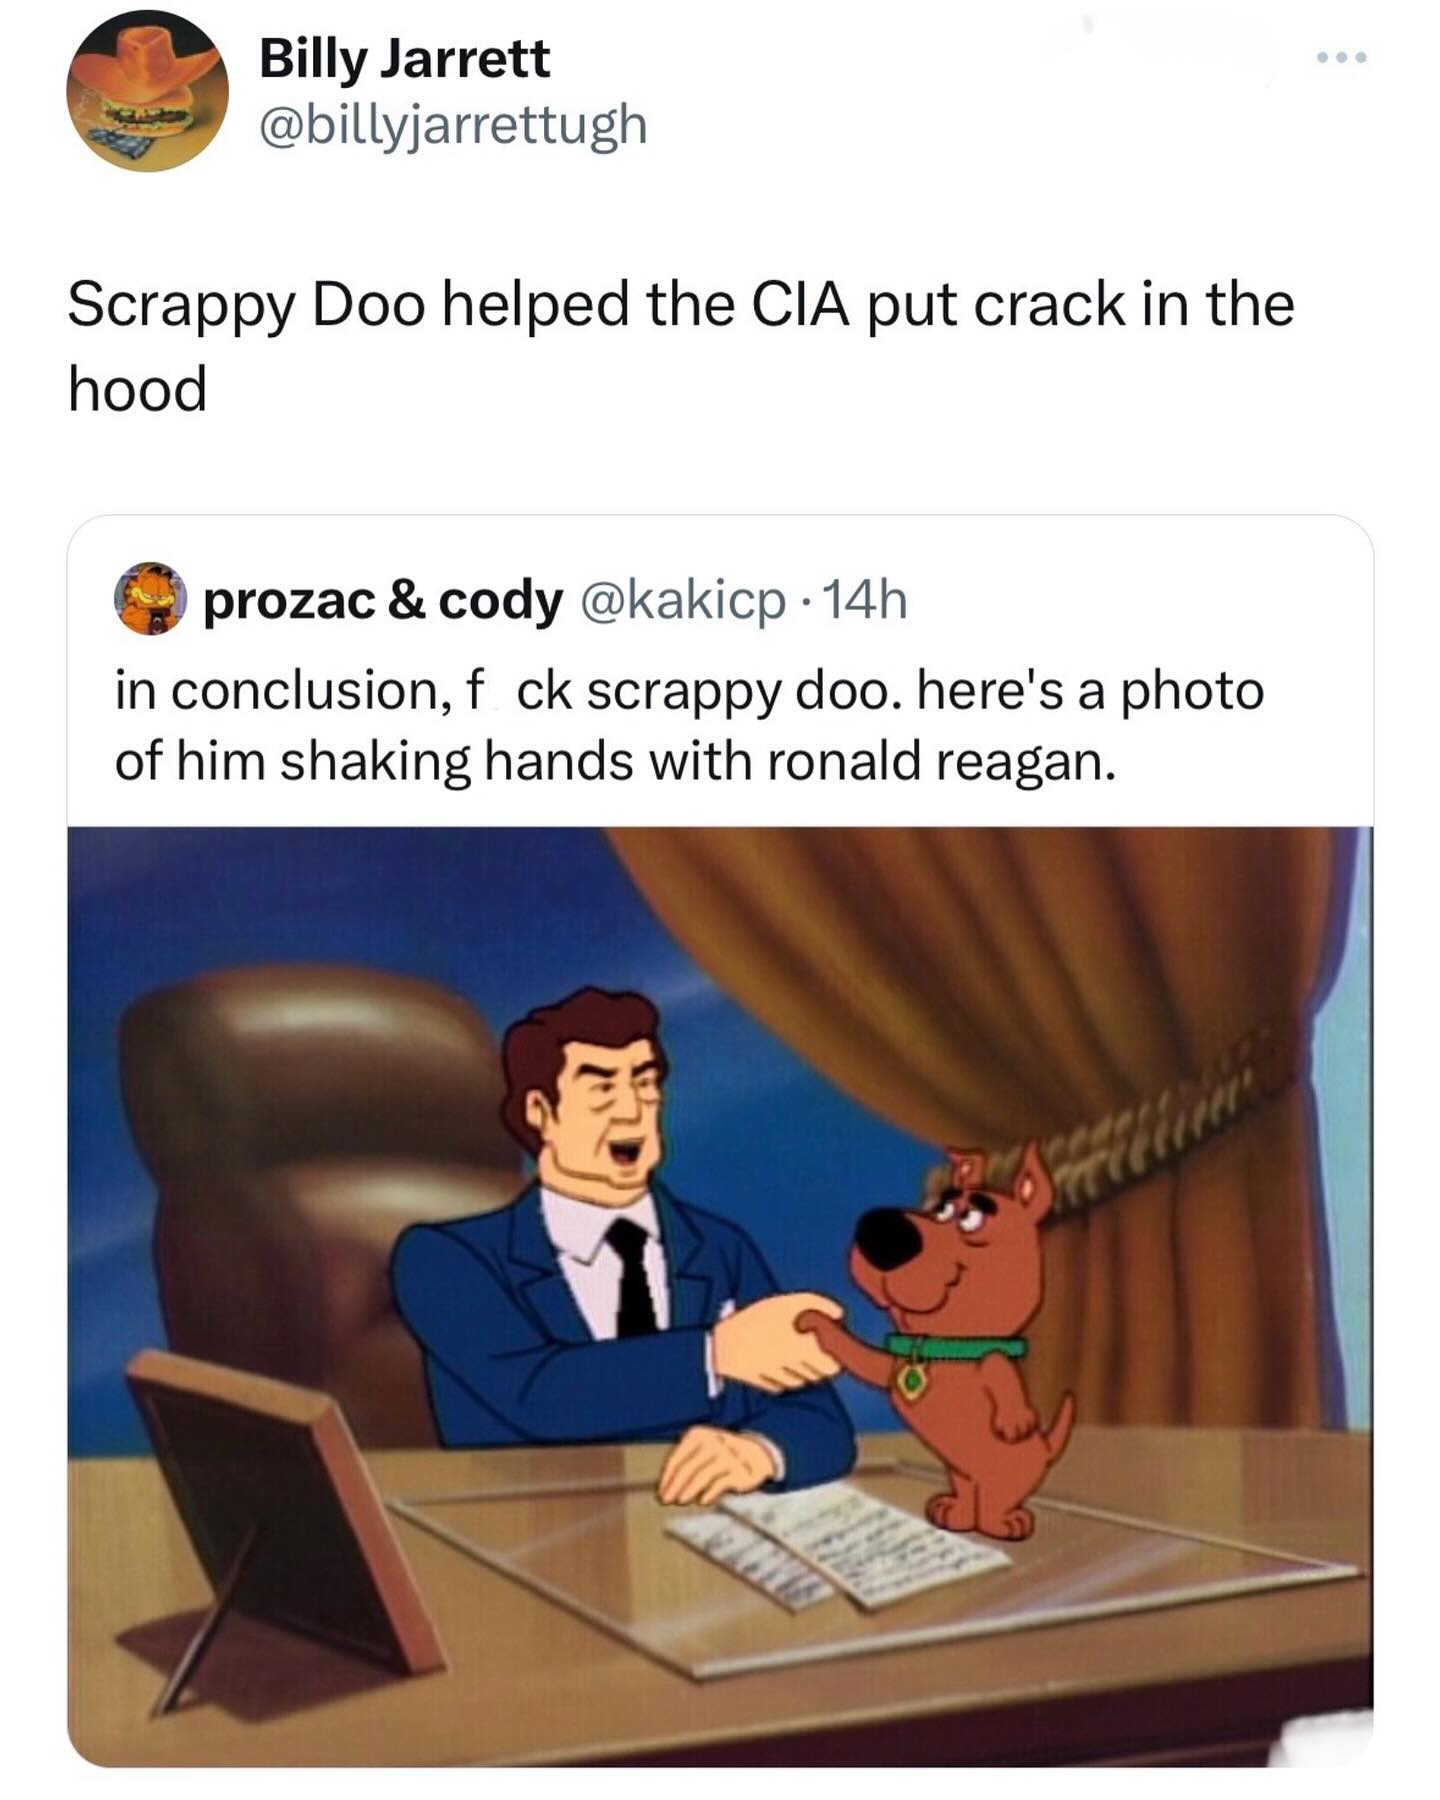 Billy Jarrett
@billyjarrettugh
Scrappy Doo helped the CIA put crack in the
hood
prozac & cody @kakicp · 14h
in conclusion, f ck scrappy doo. here's a photo
of him shaking hands with ronald reagan.